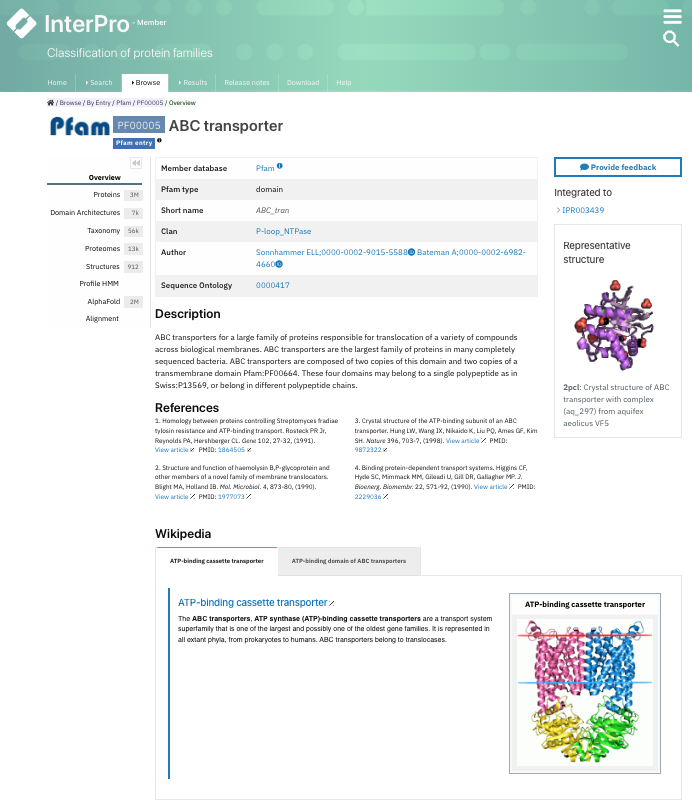 InterPro - Member
Classification of protein families
Home Search Browse Results Release notes Download Help
/ Browse / By Entry / Pfam / PF00005 / Overview
Pfam PF00005 ABC transporter
Pfam entry
Overview
Proteins 3M
Domain Architectures 7k
Taxonomy 56k
Proteomes 13k
Structures 912
Profile HMM
AlphaFold 2M
Alignment
Member database Pfam
Pfam type domain
Short name ABC_tran
Clan P-loop_NTPase
Author Sonnhammer ELL;0000-0002-9015-5588 Bateman A;0000-0002-6982-
4660
Sequence Ontology 0000417
Provide feedback
Integrated to
IPR003439
Representative
structure
2pcl: Crystal structure of ABC
transporter with complex
(aq_297) from aquifex
aeolicus VF5
Description
ABC transporters for a large family of proteins responsible for translocation of a variety of compounds
across biological membranes. ABC transporters are the largest family of proteins in many completely
sequenced bacteria. ABC transporters are composed of two copies of this domain and two copies of a
transmembrane domain Pfam:PF00664. These four domains may belong to a single polypeptide as in
Swiss:P13569, or belong in different polypeptide chains.
References
1. Homology between proteins controlling Streptomyces fradiae
tylosin resistance and ATP-binding transport. Rosteck PR Jr,
Reynolds PA, Hershberger CL. Gene 102, 27-32, (1991).
View article PMID:
1864505
2. Structure and function of haemolysin B,P-glycoprotein and
other members of a novel family of membrane translocators.
Blight MA, Holland IB. Mol. Microbiol. 4, 873-80, (1990).
View article PMID: 1977073
3. Crystal structure of the ATP-binding subunit of an ABC
transporter. Hung LW, Wang IX, Nikaido K, Liu PQ, Ames GF, Kim
SH. Nature 396, 703-7, (1998). View article PMID:
9872322
4. Binding protein-dependent transport systems. Higgins CF,
Hyde SC, Mimmack MM, Gileadi U, Gill DR, Gallagher MP. J.
Bioenerg. Biomembr. 22, 571-92, (1990). View article PMID:
2229036
Wikipedia
ATP-binding cassette transporter ATP-binding domain of ABC transporters
ATP-binding cassette transporter
The ABC transporters, ATP synthase (ATP)-binding cassette transporters are a transport system
superfamily that is one of the largest and possibly one of the oldest gene families. It is represented in
all extant phyla, from prokaryotes to humans. ABC transporters belong to translocases.
ATP-binding cassette transporter